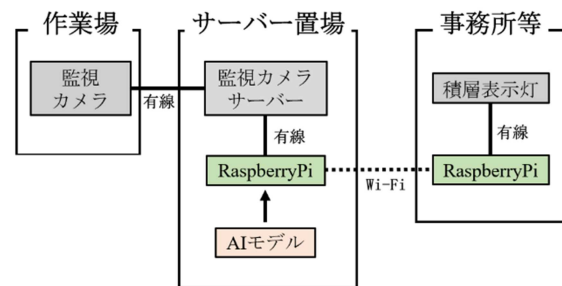 作業場
サーバー置場
事務所等
監視
カメラ
有線
監視カメラ
サーバー
積層表示灯
有線
有線
RaspberryPi
Wi-Fi
RaspberryPi
AIモデル